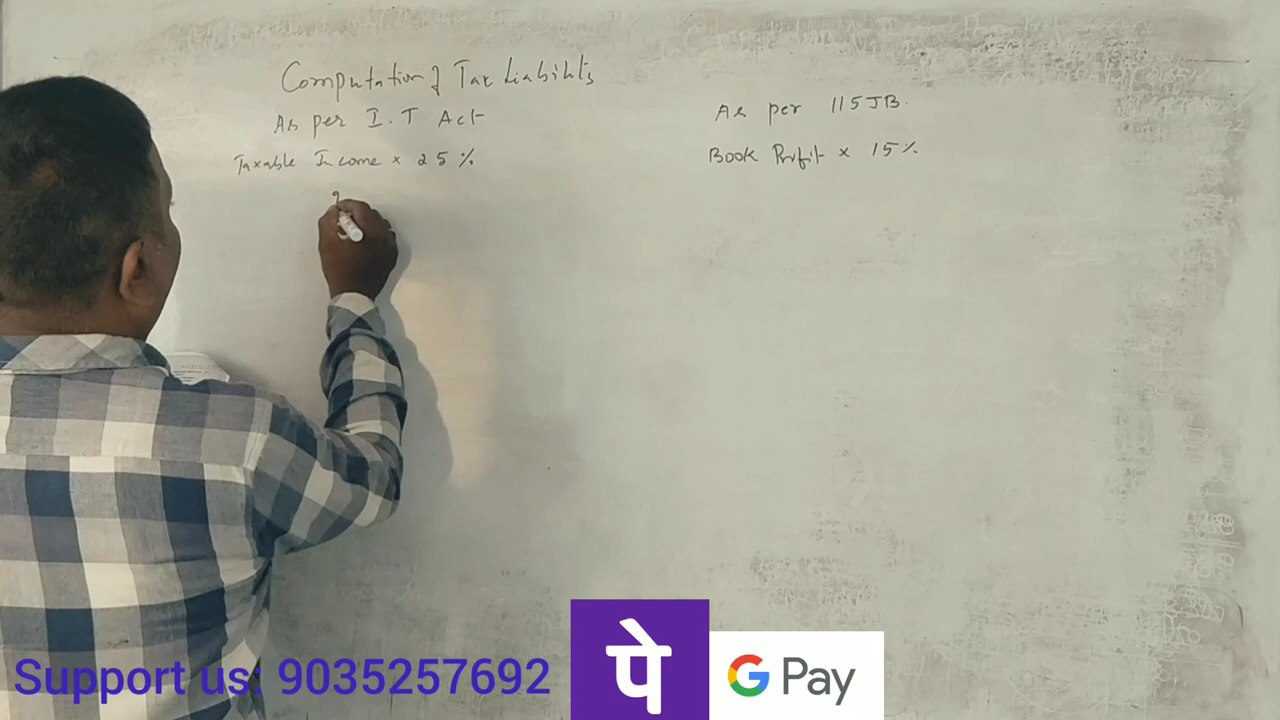 Computation of Tax Liability
As per I.T Act
Taxable Income × 25%
As per 115JB.
Book Profit × 15%
Support us: 9035257692
पे
G Pay